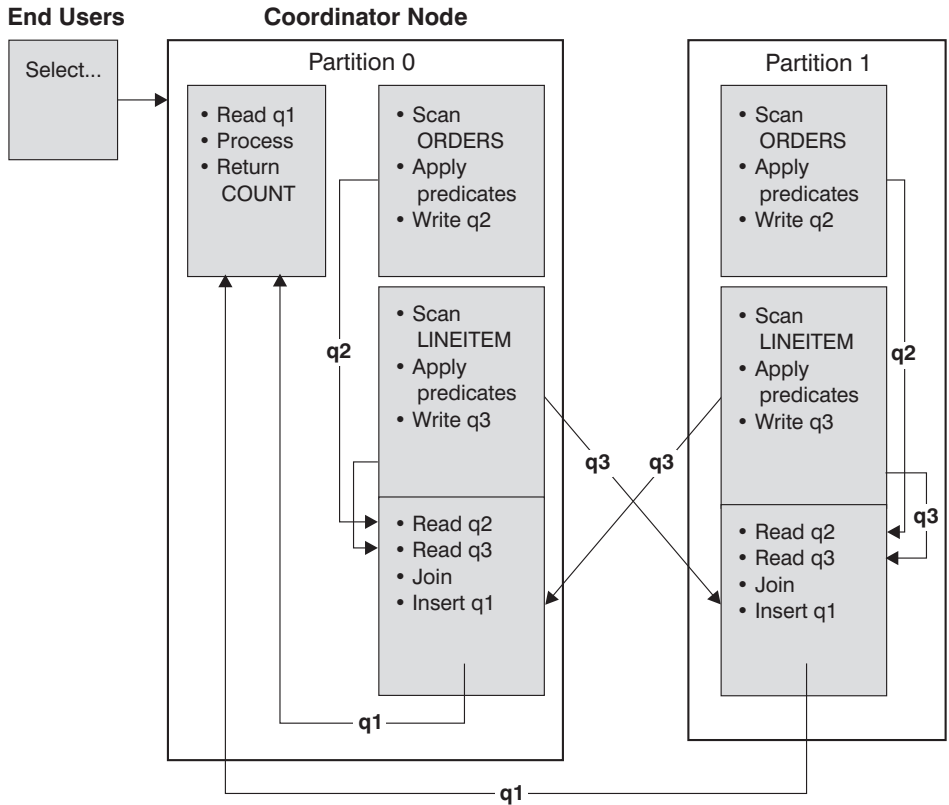 End Users
Coordinator Node
Select...
Partition 0
• Read q1
• Process
• Return
COUNT
• Scan
ORDERS
• Apply
predicates
• Write q2
• Scan
LINEITEM
• Apply
predicates
• Write q3
• Read q2
• Read q3
• Join
• Insert q1
q2
q1
q3
q3
Partition 1
• Scan
ORDERS
• Apply
predicates
• Write q2
• Scan
LINEITEM
• Apply
predicates
• Write q3
• Read q2
• Read q3
• Join
• Insert q1
q2
q3
q1